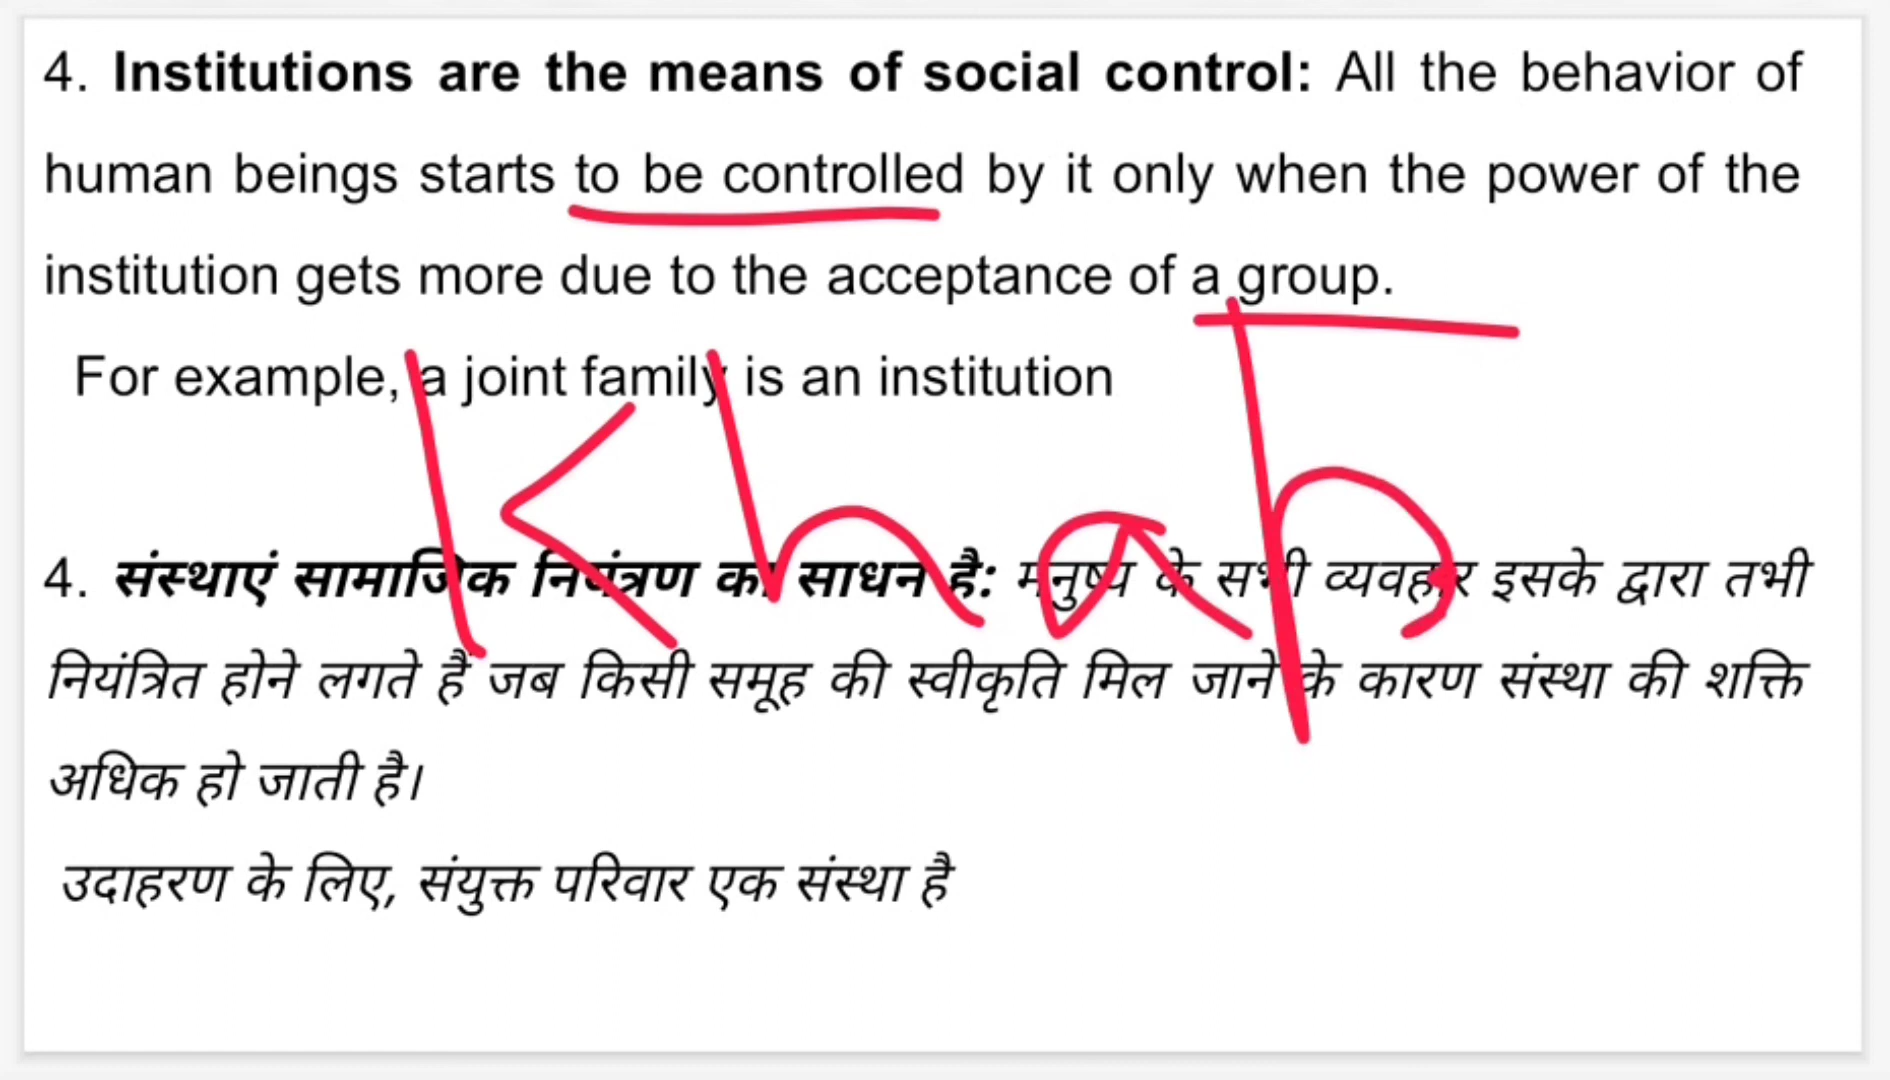 4. Institutions are the means of social control: All the behavior of
human beings starts to be controlled by it only when the power of the
institution gets more due to the acceptance of a group.
For example, a joint family is an institution
Khap
4. संस्थाएं सामाजिक नियंत्रण का साधन है: मनुष्य के सभी व्यवहार इसके द्वारा तभी
नियंत्रित होने लगते हैं जब किसी समूह की स्वीकृति मिल जाने के कारण संस्था की शक्ति
अधिक हो जाती है।
उदाहरण के लिए, संयुक्त परिवार एक संस्था है